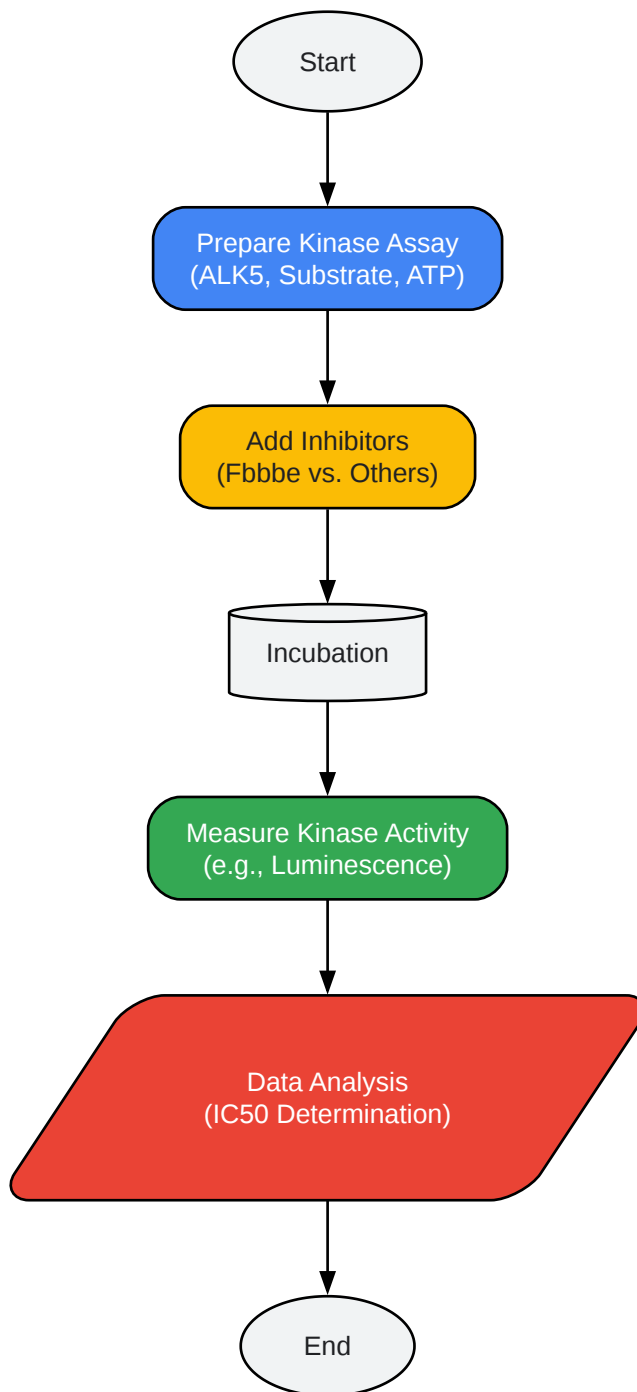 Start
Prepare Kinase Assay
(ALK5, Substrate, ATP)
Add Inhibitors
(Fbbbe vs. Others)
Incubation
Measure Kinase Activity
(e.g., Luminescence)
Data Analysis
(IC50 Determination)
End